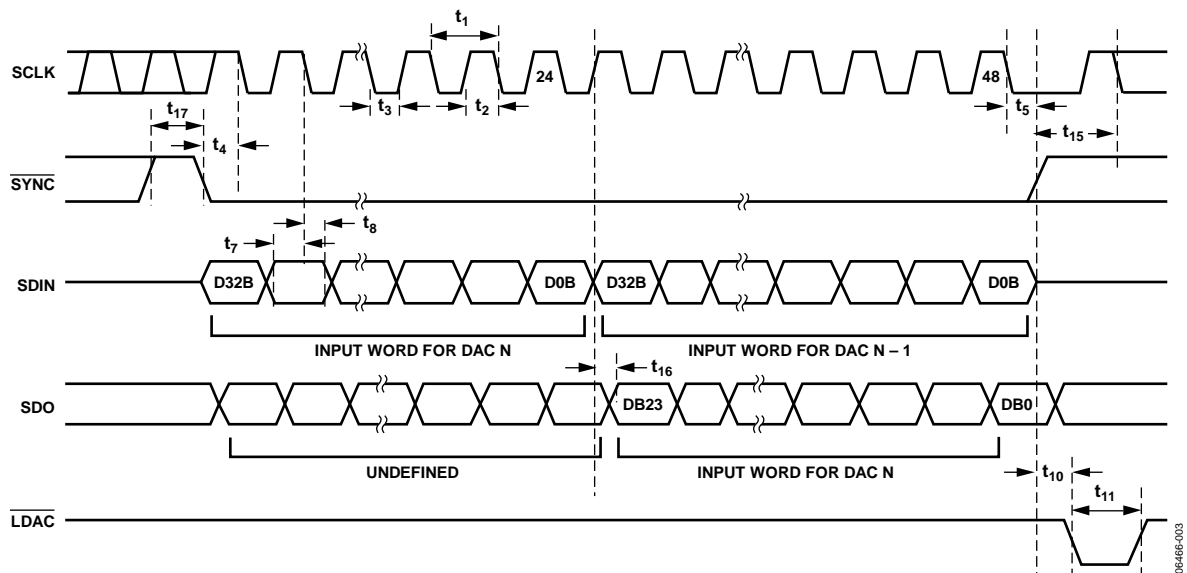 t1
SCLK
24
48
t3
t2
t5
t17
t4
t15
SYNC
t8
t7
SDIN
D32B
D0B
D32B
D0B
INPUT WORD FOR DAC N
INPUT WORD FOR DAC N – 1
t16
SDO
DB23
DB0
UNDEFINED
INPUT WORD FOR DAC N
t10
t11
LDAC
06466-003